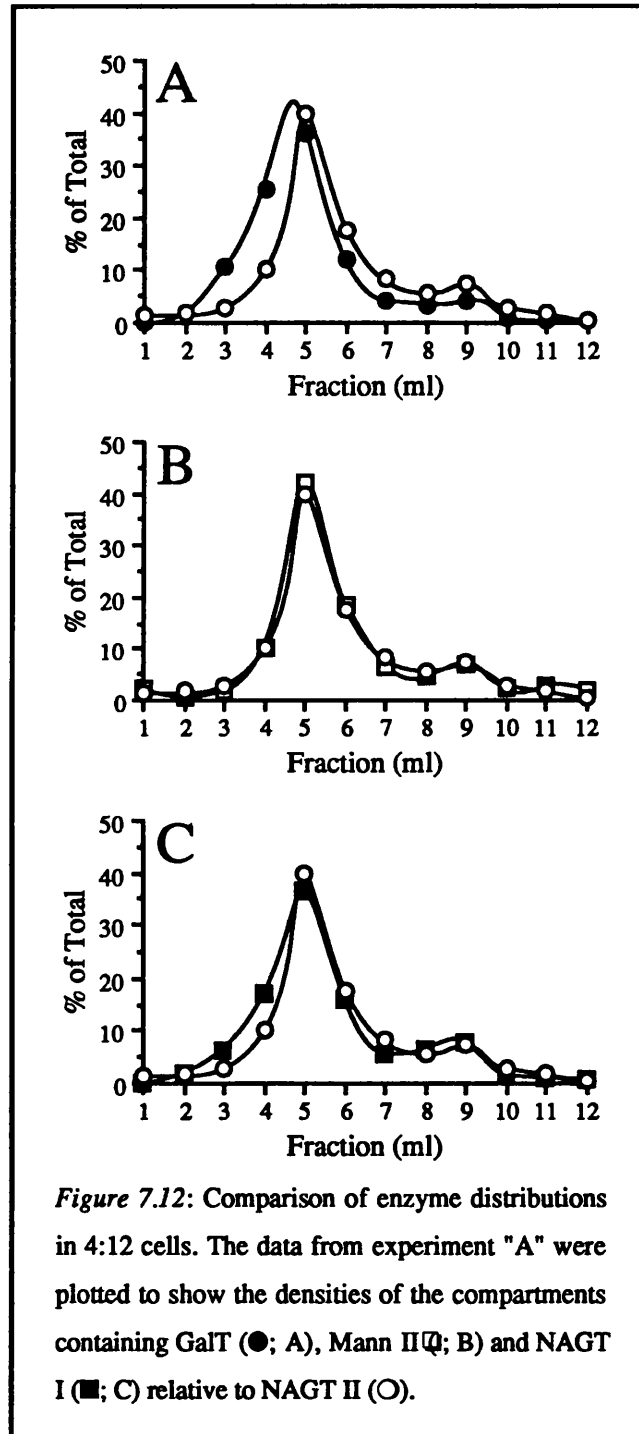 A
% of Total
50
40
30
20
10
0
1 2 3 4 5 6 7 8 9 10 11 12
Fraction (ml)
B
% of Total
50
40
30
20
10
0
1 2 3 4 5 6 7 8 9 10 11 12
Fraction (ml)
C
% of Total
50
40
30
20
10
0
1 2 3 4 5 6 7 8 9 10 11 12
Fraction (ml)
Figure 7.12: Comparison of enzyme distributions
in 4:12 cells. The data from experiment "A" were
plotted to show the densities of the compartments
containing GalT (●; A), Mann II ; B) and NAGT
I (■; C) relative to NAGT II (○).